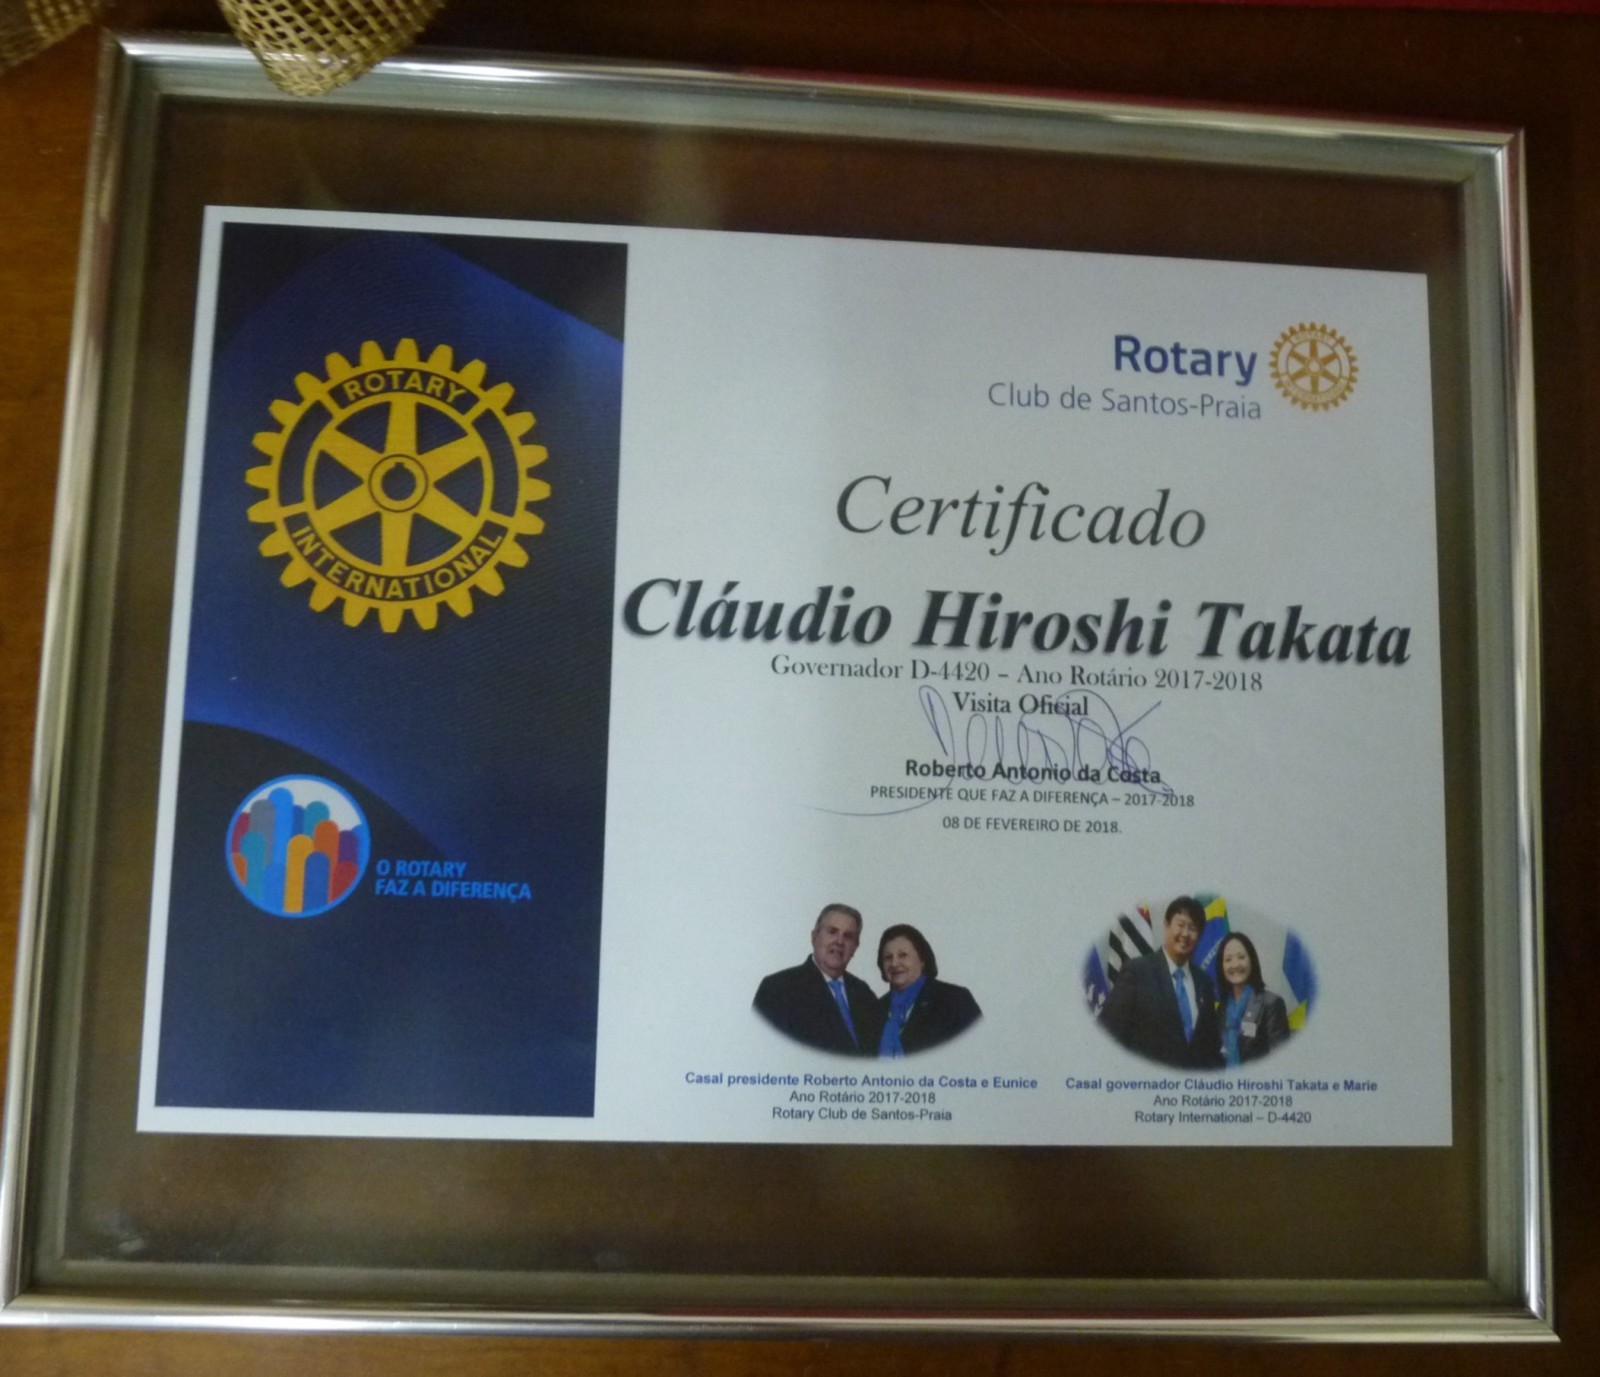 ROTARY
INTERNATIONAL
O ROTARY
FAZ A DIFERENÇA
Rotary
Club de Santos-Praia
Certificado
Cláudio Hiroshi Takata
Governador D-4420 – Ano Rotário 2017-2018
Visita Oficial
Roberto Antonio da Costa
PRESIDENTE QUE FAZ A DIFERENÇA – 2017-2018
08 DE FEVEREIRO DE 2018.
Casal presidente Roberto Antonio da Costa e Eunice
Ano Rotário 2017-2018
Rotary Club de Santos-Praia
Casal governador Cláudio Hiroshi Takata e Marie
Ano Rotário 2017-2018
Rotary International – D-4420